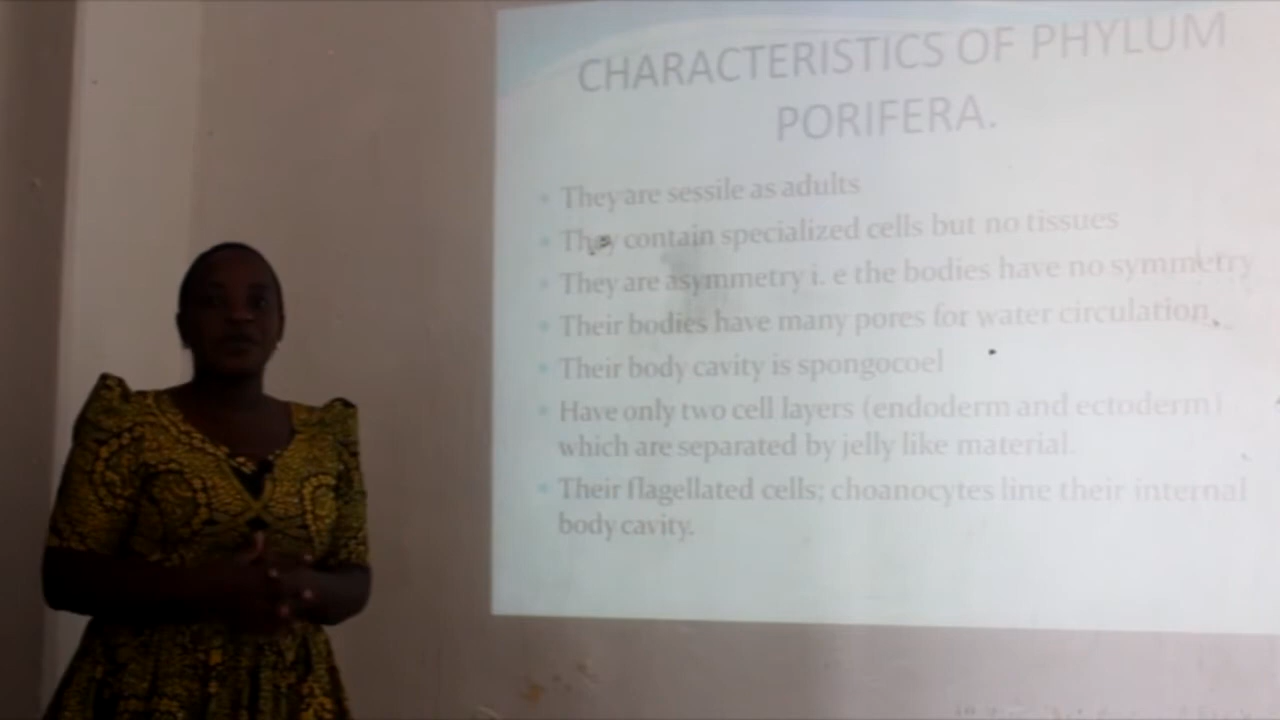 CHARACTERISTICS OF PHYLUM
PORIFERA.
• They are sessile as adults
• They contain specialized cells but no tissues
• They are asymmetry i. e the bodies have no symmetry
• Their bodies have many pores for water circulation
• Their body cavity is spongocoel
• Have only two cell layers (endoderm and ectoderm)
which are separated by jelly like material.
• Their flagellated cells; choanocytes line their internal
body cavity.